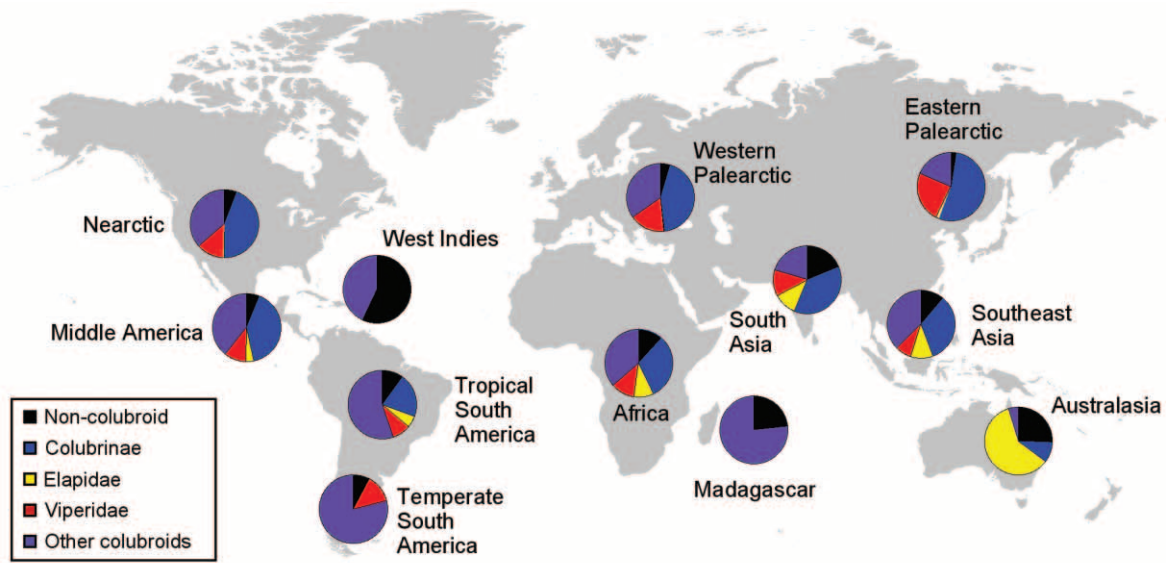 Eastern
Palearctic
Western
Palearctic
Nearctic
West Indies
Middle America
South
Asia
Southeast
Asia
Tropical
South
America
Africa
Australasia
Madagascar
Temperate
South
America
Non-colubroid
Colubrinae
Elapidae
Viperidae
Other colubroids